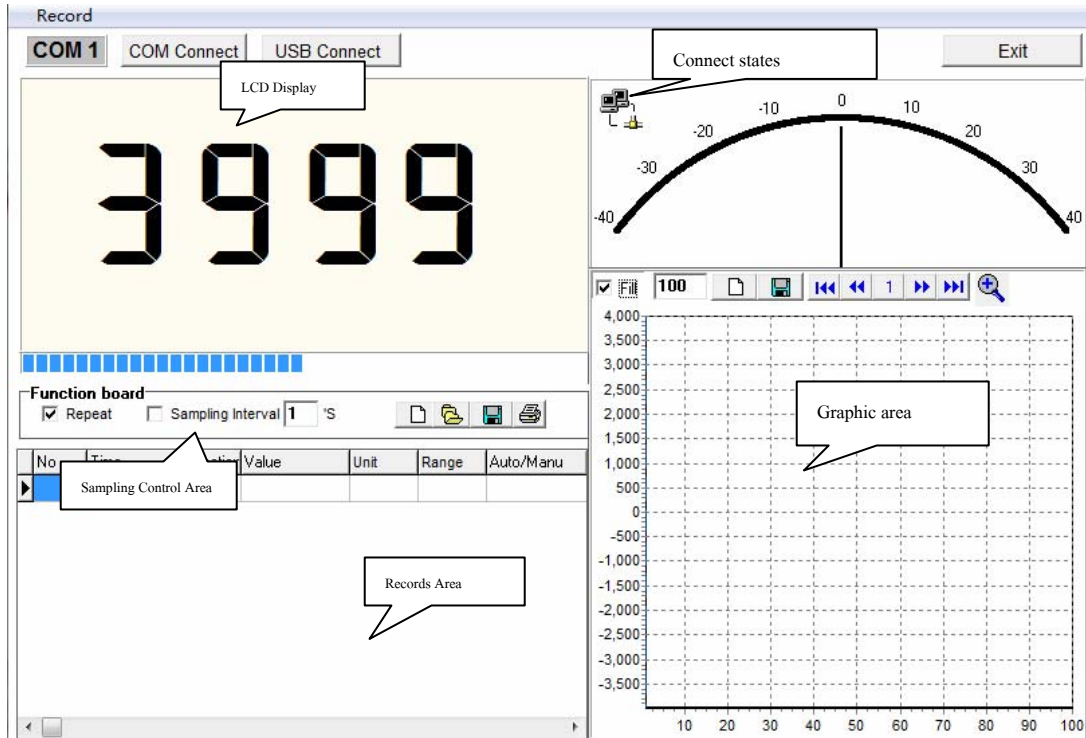 Record
COM 1 COM Connect USB Connect Exit
LCD Display
Connect states
3999
-40 -30 -20 -10 0 10 20 30 40
Fill 100 1
Function board
Repeat Sampling Interval 1 'S
No Value Unit Range Auto/Manu
Sampling Control Area
Records Area
Graphic area
4,000
3,500
3,000
2,500
2,000
1,500
1,000
500
0
-500
-1,000
-1,500
-2,000
-2,500
-3,000
-3,500
10 20 30 40 50 60 70 80 90 100